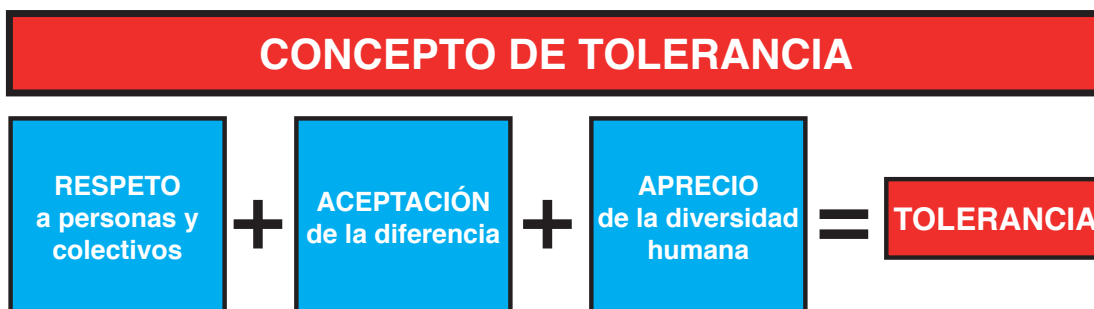 CONCEPTO DE TOLERANCIA
RESPETO
a personas y
colectivos
+
ACEPTACIÓN
de la diferencia
+
APRECIO
de la diversidad
humana
=
TOLERANCIA